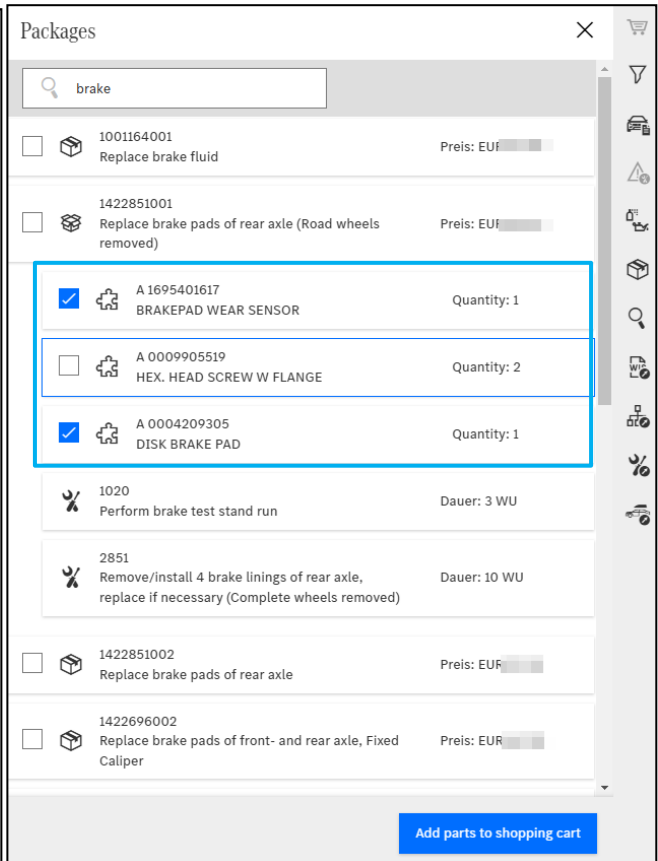 Packages
brake
1001164001
Replace brake fluid
Preis: EUR
1422851001
Replace brake pads of rear axle (Road wheels
removed)
Preis: EUR
A 1695401617
BRAKEPAD WEAR SENSOR
Quantity: 1
A 0009905519
HEX. HEAD SCREW W FLANGE
Quantity: 2
A 0004209305
DISK BRAKE PAD
Quantity: 1
1020
Perform brake test stand run
Dauer: 3 WU
2851
Remove/install 4 brake linings of rear axle,
replace if necessary (Complete wheels removed)
Dauer: 10 WU
1422851002
Replace brake pads of rear axle
Preis: EUR
1422696002
Replace brake pads of front- and rear axle, Fixed
Caliper
Preis: EUR
Add parts to shopping cart